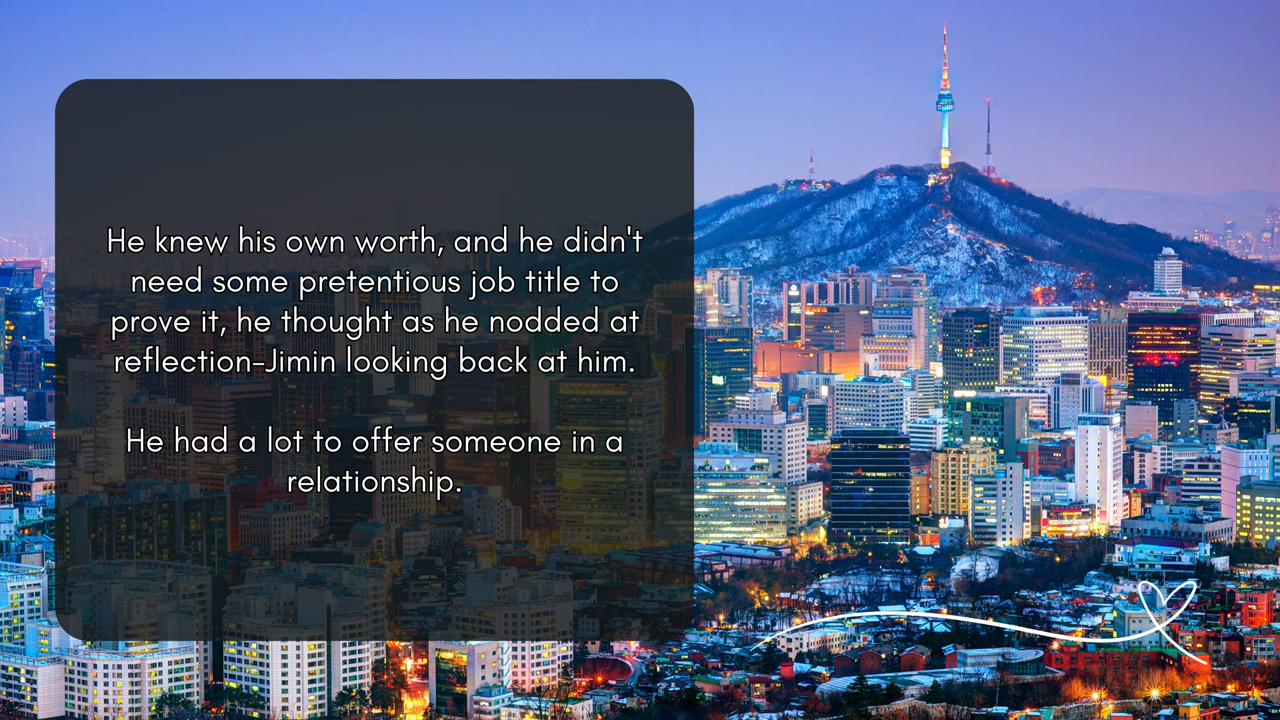 He knew his own worth, and he didn't
need some pretentious job title to
prove it, he thought as he nodded at
reflection-Jimin looking back at him.
He had a lot to offer someone in a
relationship.